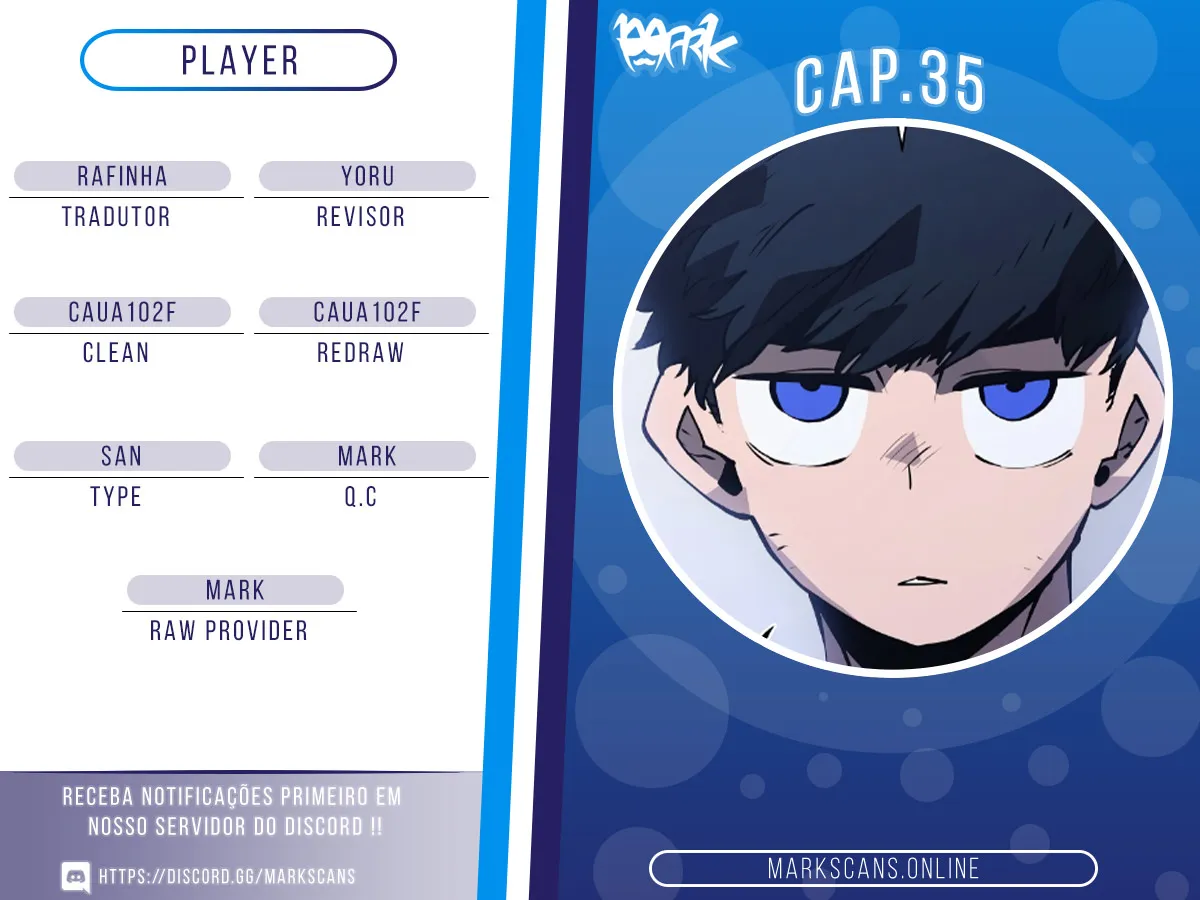 PLAYER
RAFINHA
TRADUTOR
YORU
REVISOR
CAUA102F
CLEAN
CAUA102F
REDRAW
SAN
TYPE
MARK
Q.C
MARK
RAW PROVIDER
RECEBA NOTIFICAÇÕES PRIMEIRO EM
NOSSO SERVIDOR DO DISCORD !!
HTTPS://DISCORD.GG/MARKSCANS
MARK
CAP.35
MARKSCANS.ONLINE